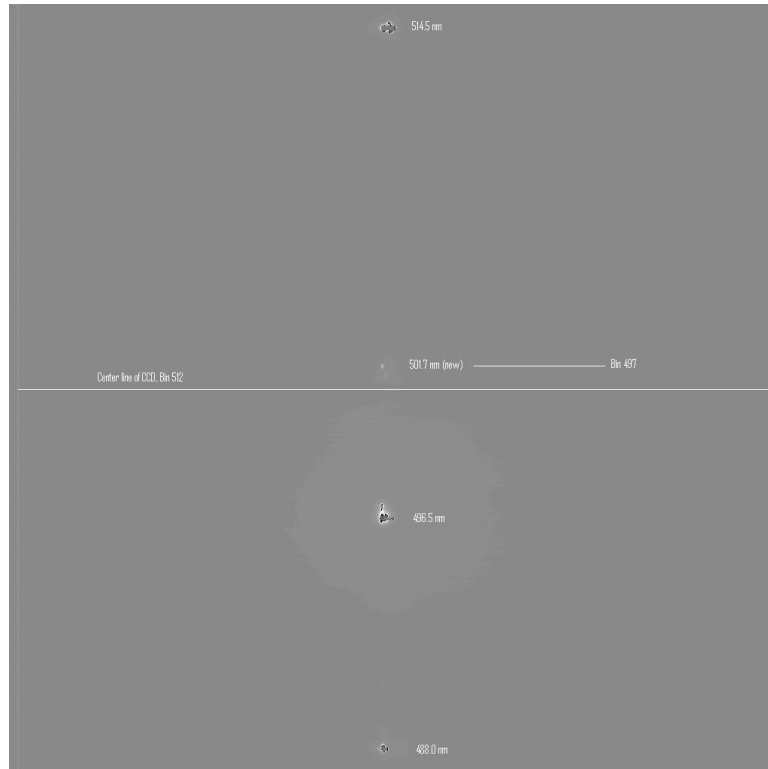 514.5 nm
501.7 nm (new)
Bin 497
Center line of CCD, Bin 512
496.5 nm
488.0 nm